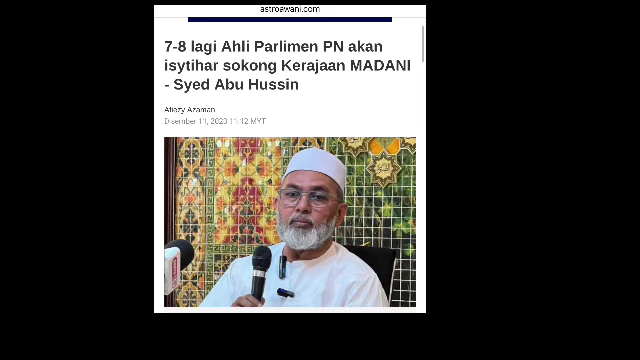 astroawani.com
7-8 lagi Ahli Parlimen PN akan
isytihar sokong Kerajaan MADANI
- Syed Abu Hussin
Atiezy Azaman
Disember 11, 2023 11:12 MYT